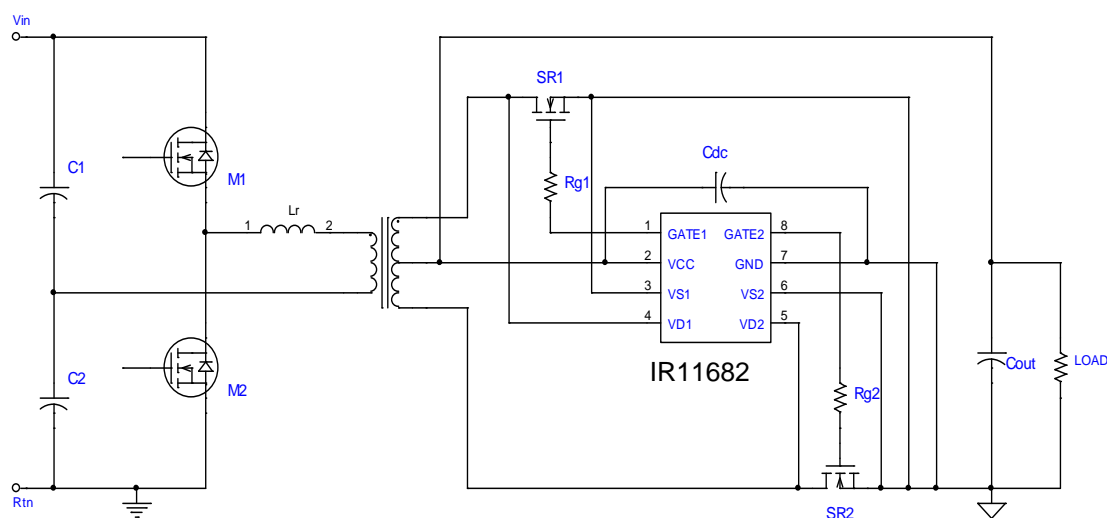 Vin
SR1
C1
M1
Cdc
Rg1
1 Lr 2
1 GATE1 GATE2 8
2 VCC GND 7
3 VS1 VS2 6
4 VD1 VD2 5
IR11682
Cout
LOAD
C2
M2
Rg2
Rtn
SR2